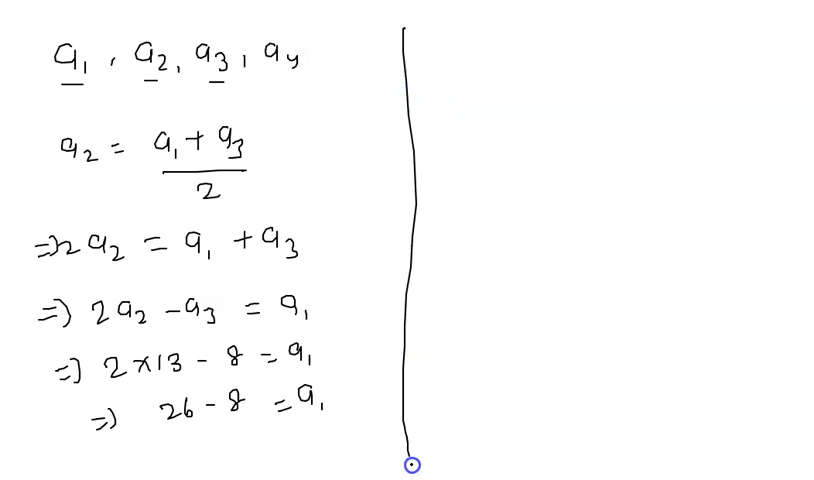 a₁, a₂, a₃, a₄
a₂ = (a₁ + a₃)/2
⇒ 2a₂ = a₁ + a₃
⇒ 2a₂ - a₃ = a₁
⇒ 2×13 - 8 = a₁
⇒ 26 - 8 = a₁